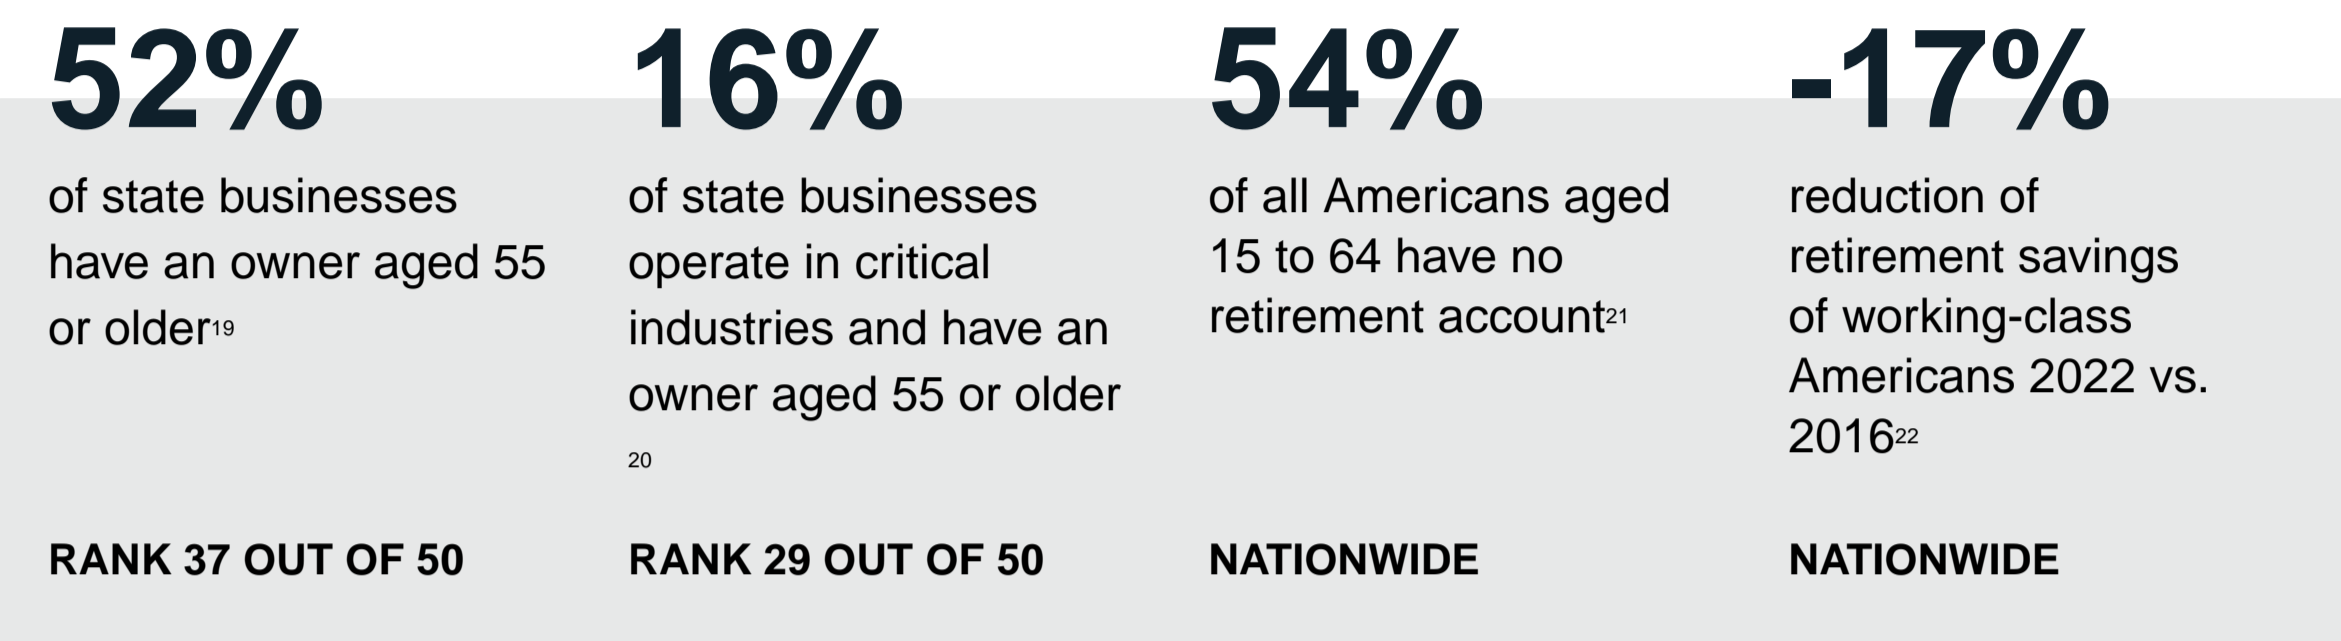 52%
of state businesses
have an owner aged 55
or older19
RANK 37 OUT OF 50
16%
of state businesses
operate in critical
industries and have an
owner aged 55 or older
20
RANK 29 OUT OF 50
54%
of all Americans aged
15 to 64 have no
retirement account21
NATIONWIDE
-17%
reduction of
retirement savings
of working-class
Americans 2022 vs.
201622
NATIONWIDE